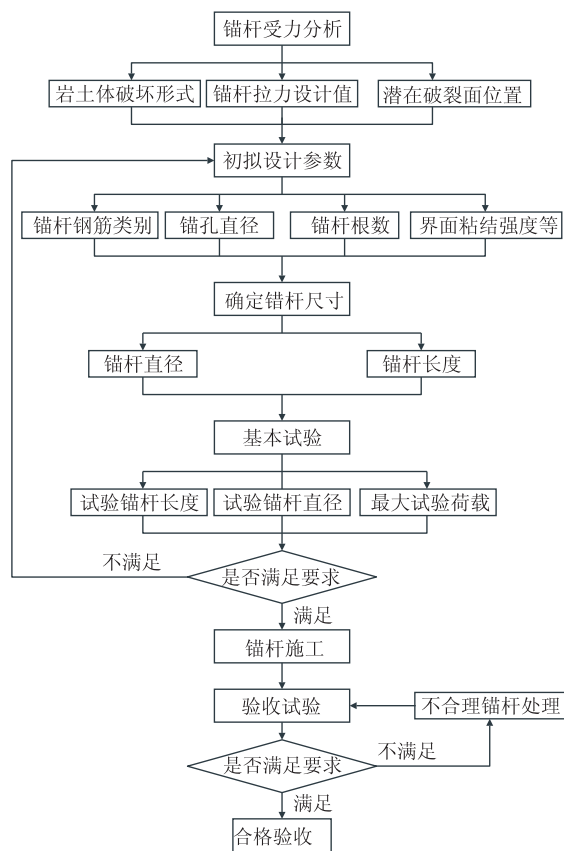 锚杆受力分析
岩土体破坏形式
锚杆拉力设计值
潜在破裂面位置
初拟设计参数
锚杆钢筋类别
锚孔直径
锚杆根数
界面粘结强度等
确定错杆尺寸
锚杆直径
锚杆长度
基本试验
试验锚杆长度
试验锚杆直径
最大试验荷载
不满足
是否满足要求
满足
锚杆施工
验收试验
不合理锚杆处理
不满足
是否满足要求
满足
合格验收